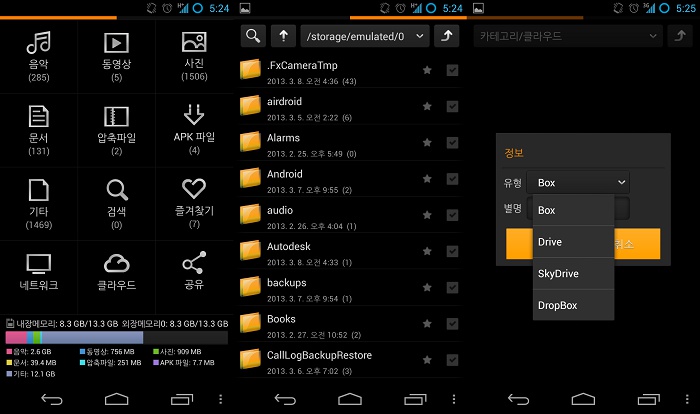 H 5:24
음악
(285)
동영상
(5)
사진
(1506)
문서
(131)
압축파일
(2)
APK 파일
(4)
기타
(1469)
검색
(0)
즐겨찾기
(7)
네트워크
클라우드
공유
내장메모리: 8.3 GB/13.3 GB 외장메모리0: 8.3 GB/13.3 GB
음악: 2.6 GB 동영상: 756 MB 사진: 909 MB
문서: 39.4 MB 압축파일: 251 MB APK 파일: 7.7 MB
기타: 12.1 GB
H 5:24
/storage/emulated/0
.FxCameraTmp
2013. 3. 8. 오전 4:36 (43)
airdroid
2013. 3. 5. 오전 2:22 (6)
Alarms
2013. 2. 25. 오후 5:49 (0)
Android
2013. 3. 7. 오후 9:55 (2)
audio
2013. 2. 26. 오후 4:04 (1)
Autodesk
2013. 3. 8. 오전 4:33 (1)
backups
2013. 3. 7. 오후 9:54 (1)
Books
2013. 2. 27. 오전 10:52 (2)
CallLogBackupRestore
2013. 3. 6. 오후 7:02 (2)
3G 5:25
카테고리/클라우드
정보
유형 Box
별명
Box
취소
Drive
SkyDrive
DropBox